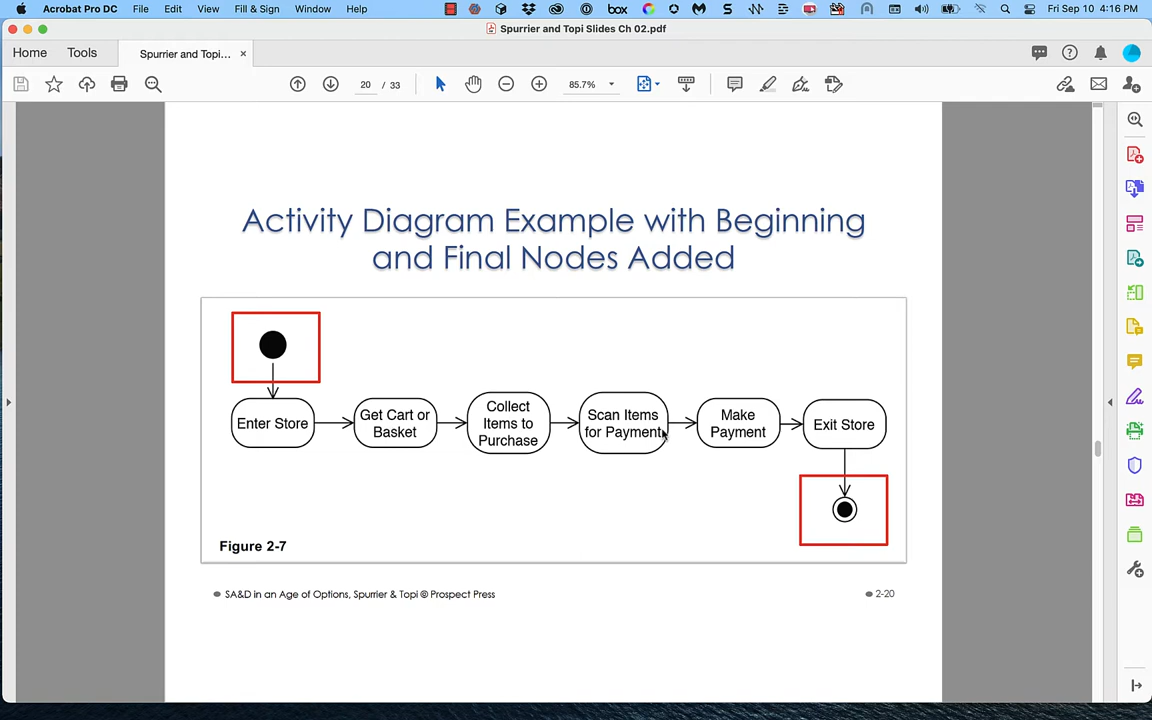 Acrobat Pro DC File Edit View Fill & Sign Window Help box Fri Sep 10 4:16 PM
Spurrier and Topi Slides Ch 02.pdf
Home Tools Spurrier and Topi... ×
20 / 33 85.7%
Activity Diagram Example with Beginning
and Final Nodes Added
Enter Store
Get Cart or
Basket
Collect
Items to
Purchase
Scan Items
for Payment
Make
Payment
Exit Store
Figure 2-7
SA&D in an Age of Options, Spurrier & Topi © Prospect Press
2-20